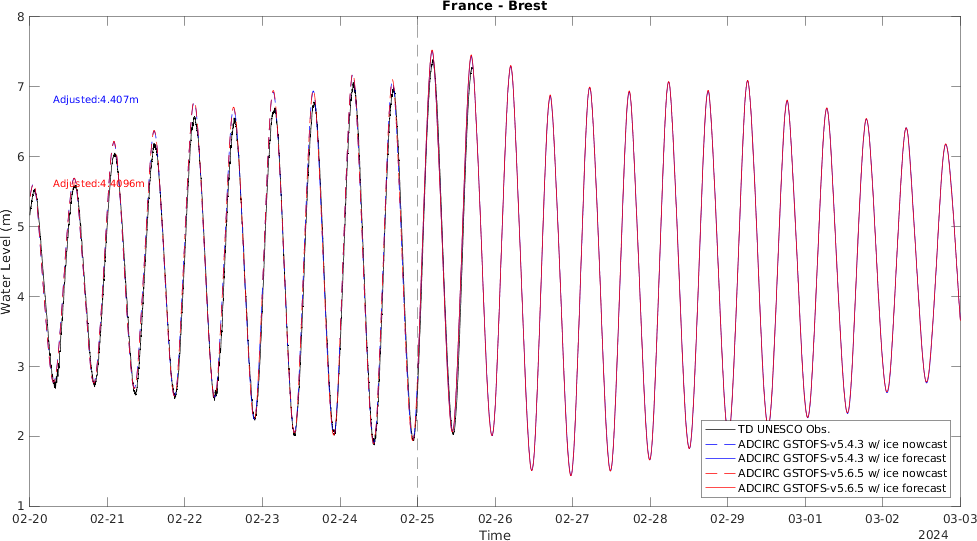 France - Brest
8
7
6
5
4
3
2
1
Water Level (m)
Adjusted:4.407m
Adjusted:4.4096m
TD UNESCO Obs.
ADCIRC GSTOFS-v5.4.3 w/ ice nowcast
ADCIRC GSTOFS-v5.4.3 w/ ice forecast
ADCIRC GSTOFS-v5.6.5 w/ ice nowcast
ADCIRC GSTOFS-v5.6.5 w/ ice forecast
02-20 02-21 02-22 02-23 02-24 02-25 02-26 02-27 02-28 02-29 03-01 03-02 03-03
Time
2024